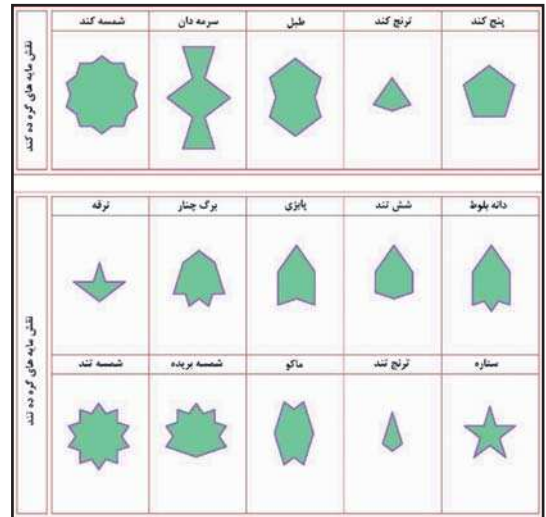 پنج کند
ترنج کند
طبل
سرمه دان
شمسه کند
نقش مایه های گره ده کند
دانه بلوط
شش تند
پابزی
برگ چنار
ترقه
ستاره
ترنج تند
ماکو
شمسه بریده
شمسه تند
نقش مایه های گره ده تند